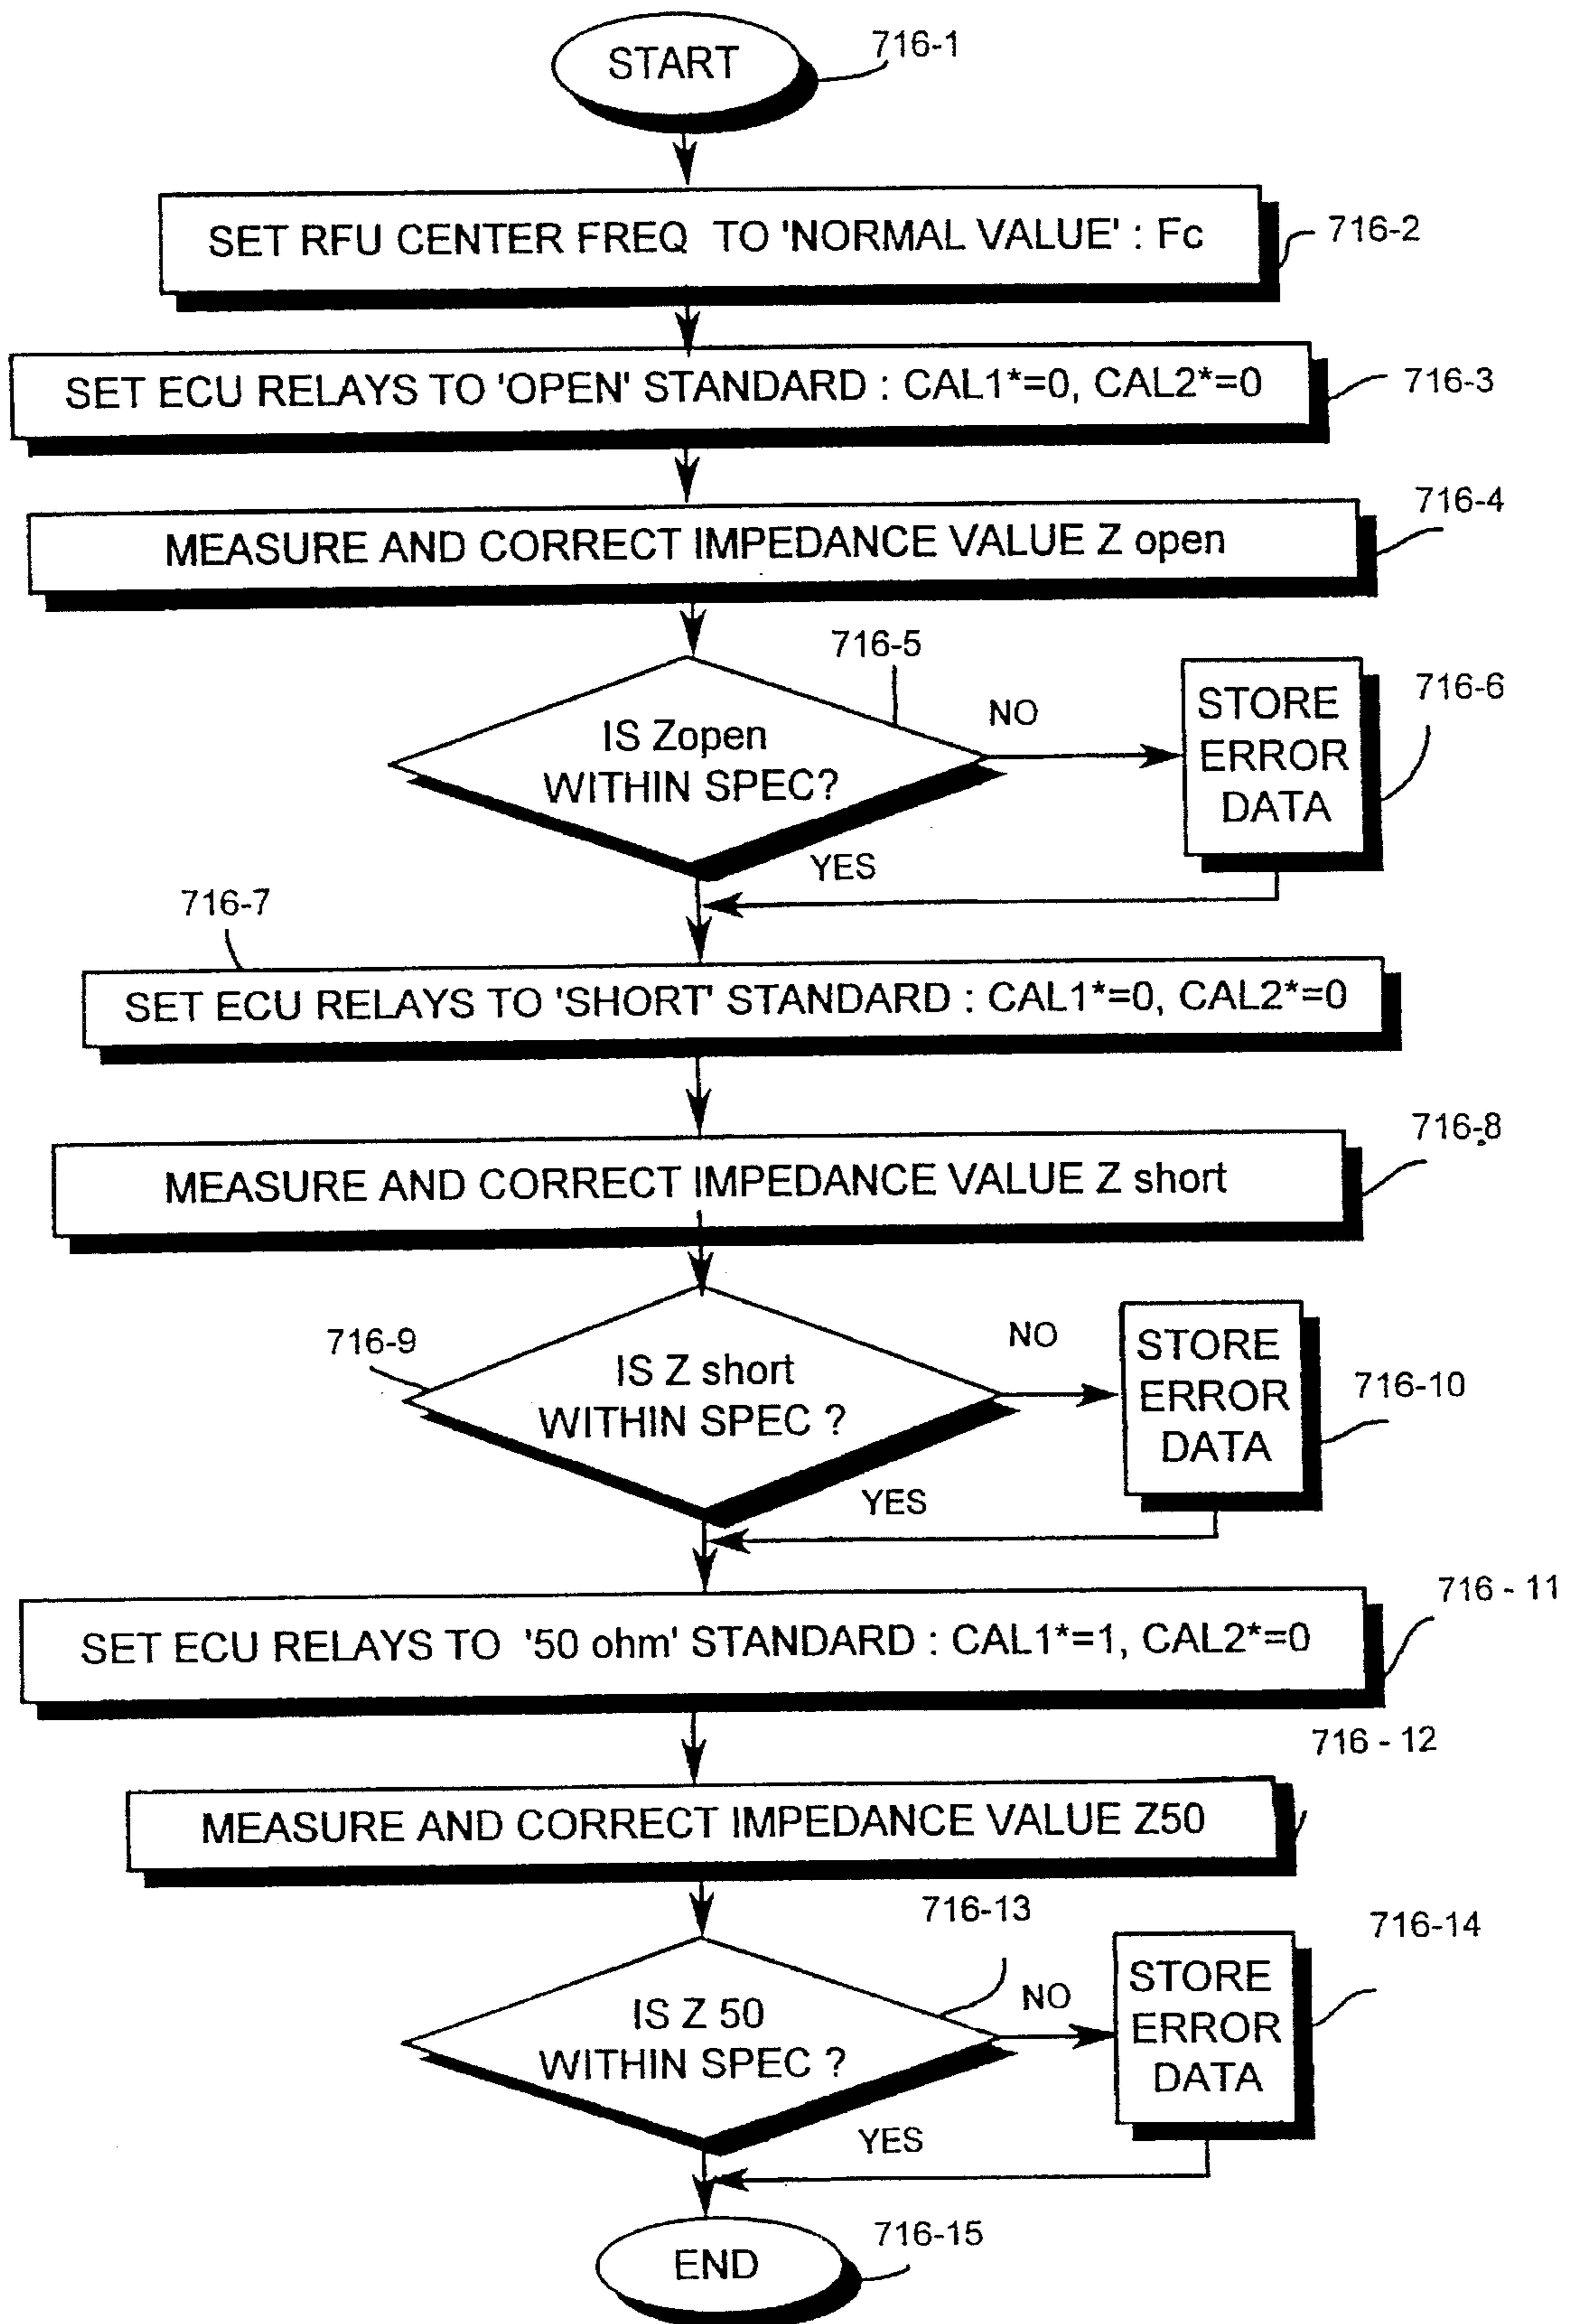 START
716-1
SET RFU CENTER FREQ TO 'NORMAL VALUE' : Fc
716-2
SET ECU RELAYS TO 'OPEN' STANDARD : CAL1*=0, CAL2*=0
716-3
716-4
MEASURE AND CORRECT IMPEDANCE VALUE Z open
716-5
IS Zopen
WITHIN SPEC?
NO
STORE
ERROR
DATA
716-6
YES
716-7
SET ECU RELAYS TO 'SHORT' STANDARD : CAL1*=0, CAL2*=0
716-8
MEASURE AND CORRECT IMPEDANCE VALUE Z short
716-9
IS Z short
WITHIN SPEC ?
NO
STORE
ERROR
DATA
716-10
YES
716 - 11
SET ECU RELAYS TO '50 ohm' STANDARD : CAL1*=1, CAL2*=0
716 - 12
MEASURE AND CORRECT IMPEDANCE VALUE Z50
716-13
IS Z 50
WITHIN SPEC ?
NO
STORE
ERROR
DATA
716-14
YES
END
716-15